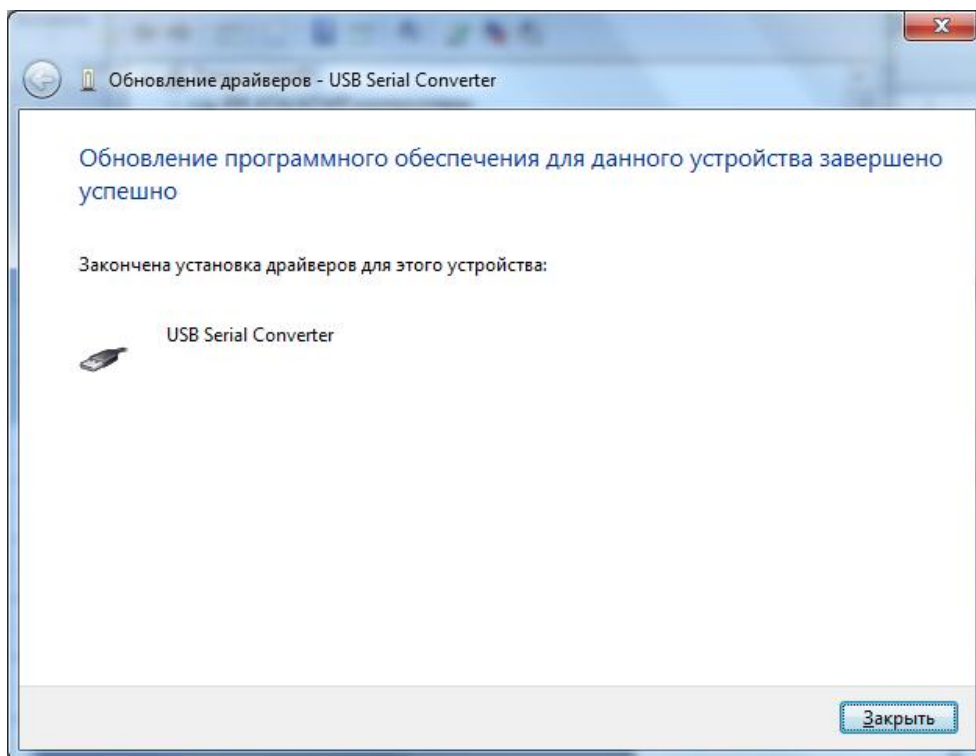 Обновление драйверов - USB Serial Converter
Обновление программного обеспечения для данного устройства завершено
успешно
Закончена установка драйверов для этого устройства:
USB Serial Converter
Закрыть